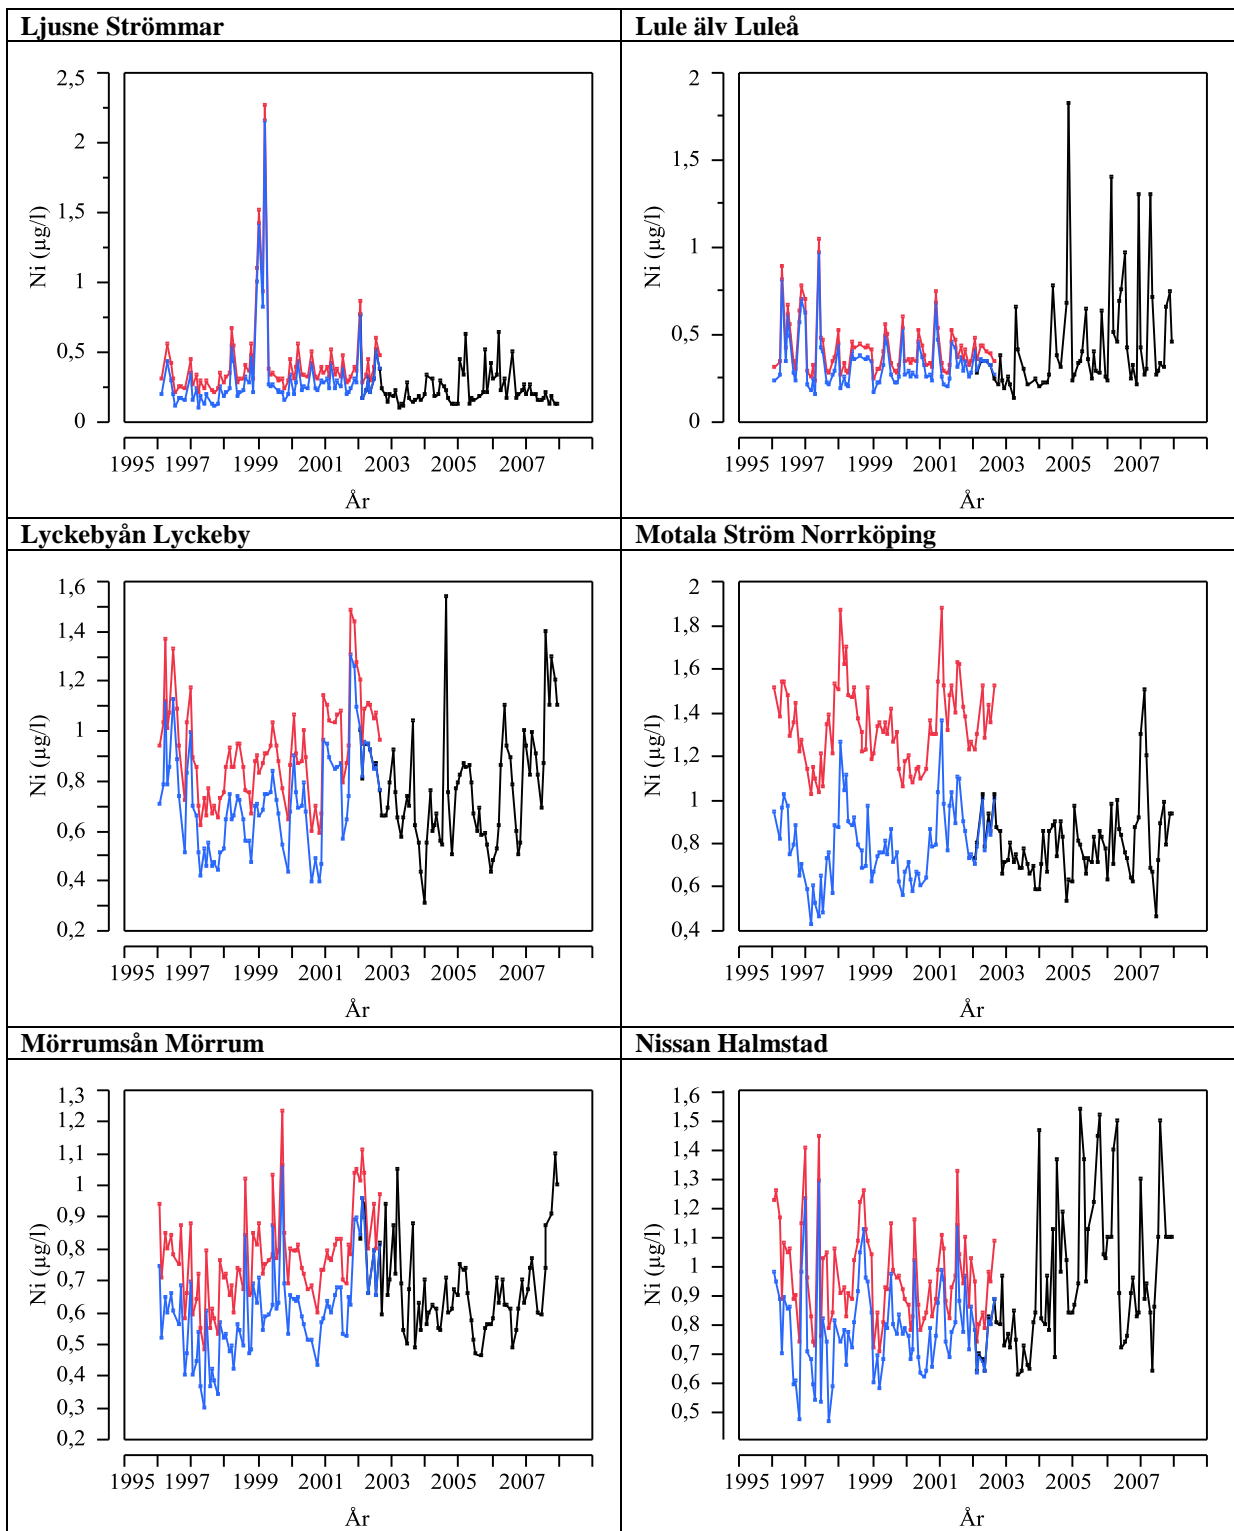 Ljusne Strömmar
Lule älv Luleå
2,5
2
1,5
1
0,5
0
Ni (µg/l)
1995 1997 1999 2001 2003 2005 2007
År
2
1,5
1
0,5
0
Ni (µg/l)
1995 1997 1999 2001 2003 2005 2007
År
Lyckebyån Lyckeby
Motala Ström Norrköping
1,6
1,4
1,2
1
0,8
0,6
0,4
0,2
Ni (µg/l)
1995 1997 1999 2001 2003 2005 2007
År
2
1,8
1,6
1,4
1,2
1
0,8
0,6
0,4
Ni (µg/l)
1995 1997 1999 2001 2003 2005 2007
År
Mörrumsån Mörrum
Nissan Halmstad
1,3
1,2
1,1
1
0,9
0,8
0,7
0,6
0,5
0,4
0,3
0,2
Ni (µg/l)
1995 1997 1999 2001 2003 2005 2007
År
1,6
1,5
1,4
1,3
1,2
1,1
1
0,9
0,8
0,7
0,6
0,5
Ni (µg/l)
1995 1997 1999 2001 2003 2005 2007
År